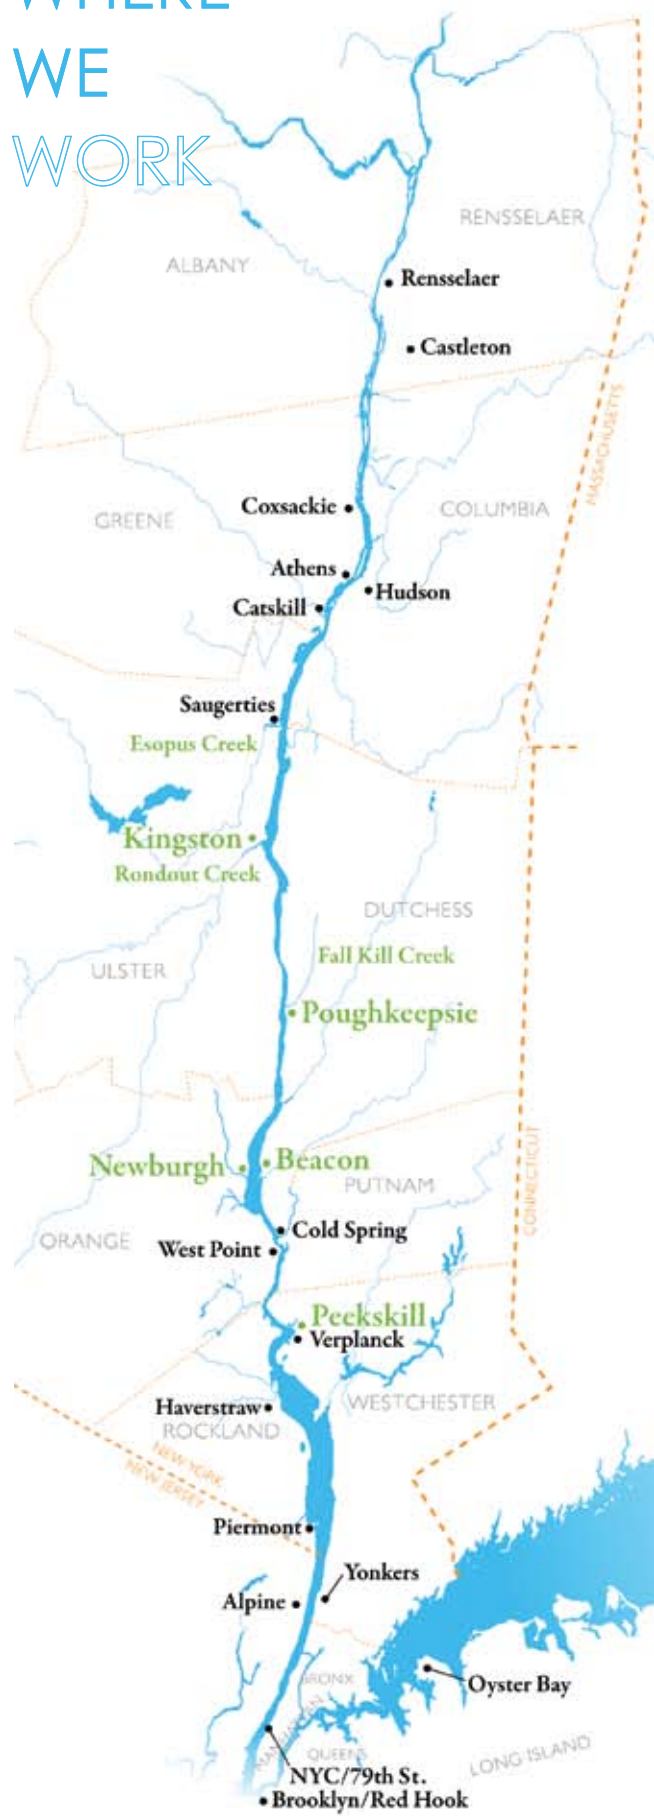 WHERE
WE
WORK
RENSSELAER
ALBANY
Rensselaer
Castleton
MASSACHUSETTS
Coxsackie
COLUMBIA
GREENE
Athens
Hudson
Catskill
Saugerties
Esopus Creek
Kingston
Rondout Creek
DUTCHESS
Fall Kill Creek
ULSTER
Poughkeepsie
CONNECTICUT
Newburgh
Beacon
PUTNAM
Cold Spring
ORANGE
West Point
Peekskill
Verplanck
WESTCHESTER
Haverstraw
ROCKLAND
NEW YORK
NEW JERSEY
Piermont
Yonkers
Alpine
BRONX
Oyster Bay
MANHATTAN
QUEENS
LONG ISLAND
NYC/79th St.
Brooklyn/Red Hook